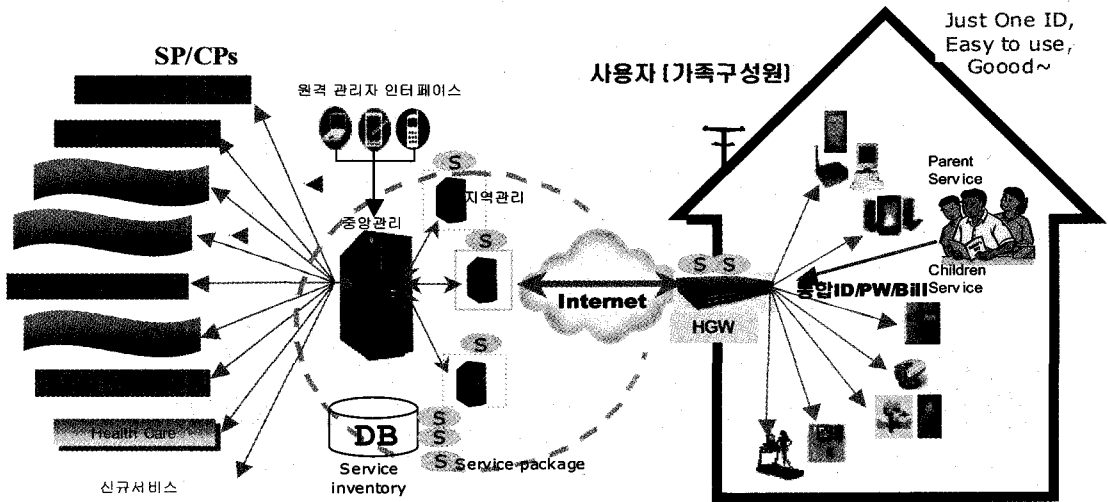 SP/CPs
원격 관리자 인터페이스
S
지역관리
중앙관리
S
S
Health Care
신규서비스
DB
Service
inventory
S
S
S Service package
Internet
사용자 [가족구성원]
Just One ID,
Easy to use,
Goood~
Parent
Service
Children
Service
S S
통합ID/PW/Bill
HGW